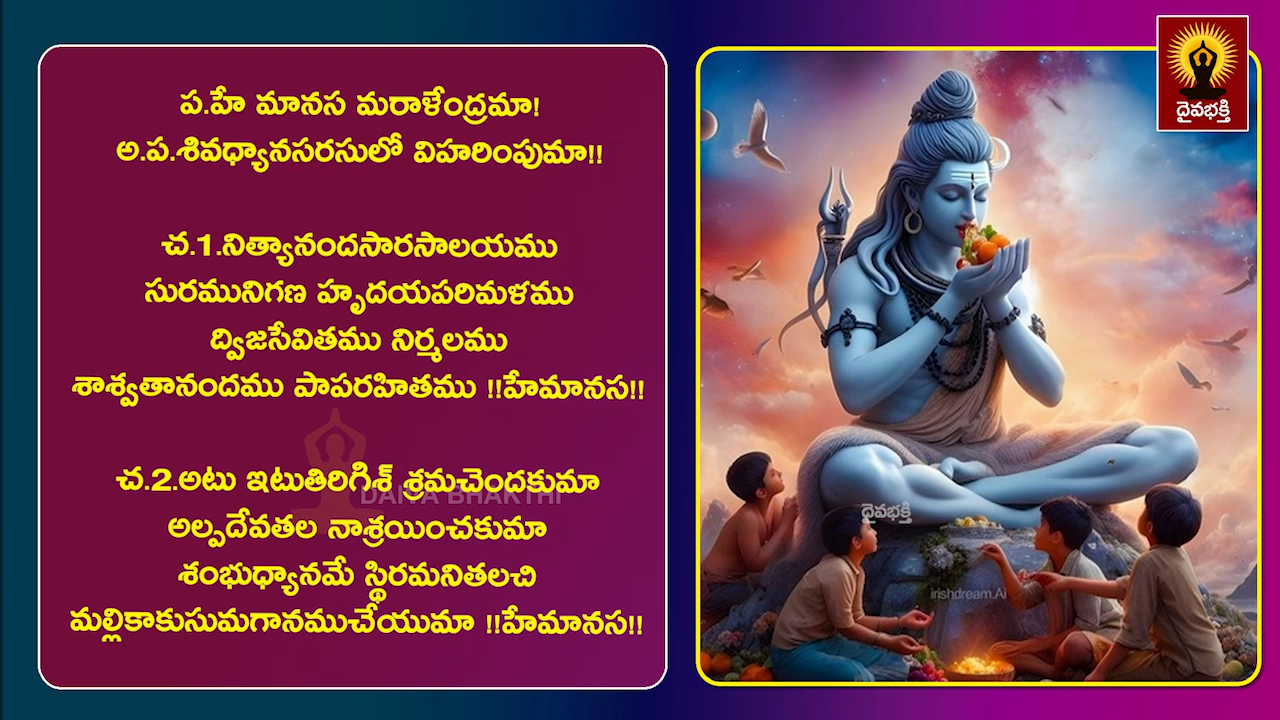 ప.హే మానస మరాళేంద్రమా!
అ.ప.శివధ్యానసరసులో విహరింపుమా!!
చ.1.నిత్యానందసారసాలయము
సురమునిగణ హృదయపరిమళము
ద్విజసేవితము నిర్మలము
శాశ్వతానందము పాపరహితము !!హేమానస!!
చ.2.అటు ఇటుతిరిగిశ్ శ్రమచెందకుమా
అల్పదేవతల నాశ్రయించకుమా
శంభుధ్యానమే స్థిరమనితలచి
మల్లికాకుసుమగానముచేయుమా !!హేమానస!!
DAIVA BHAKTHI
దైవభక్తి
దైవభక్తి
irishdream.Ai